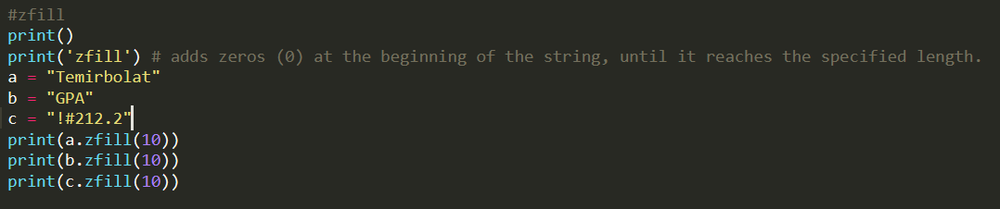 #zfill
print()
print('zfill') # adds zeros (0) at the beginning of the string, until it reaches the specified length.
a = "Temirbolat"
b = "GPA"
c = "!#212.2"
print(a.zfill(10))
print(b.zfill(10))
print(c.zfill(10))